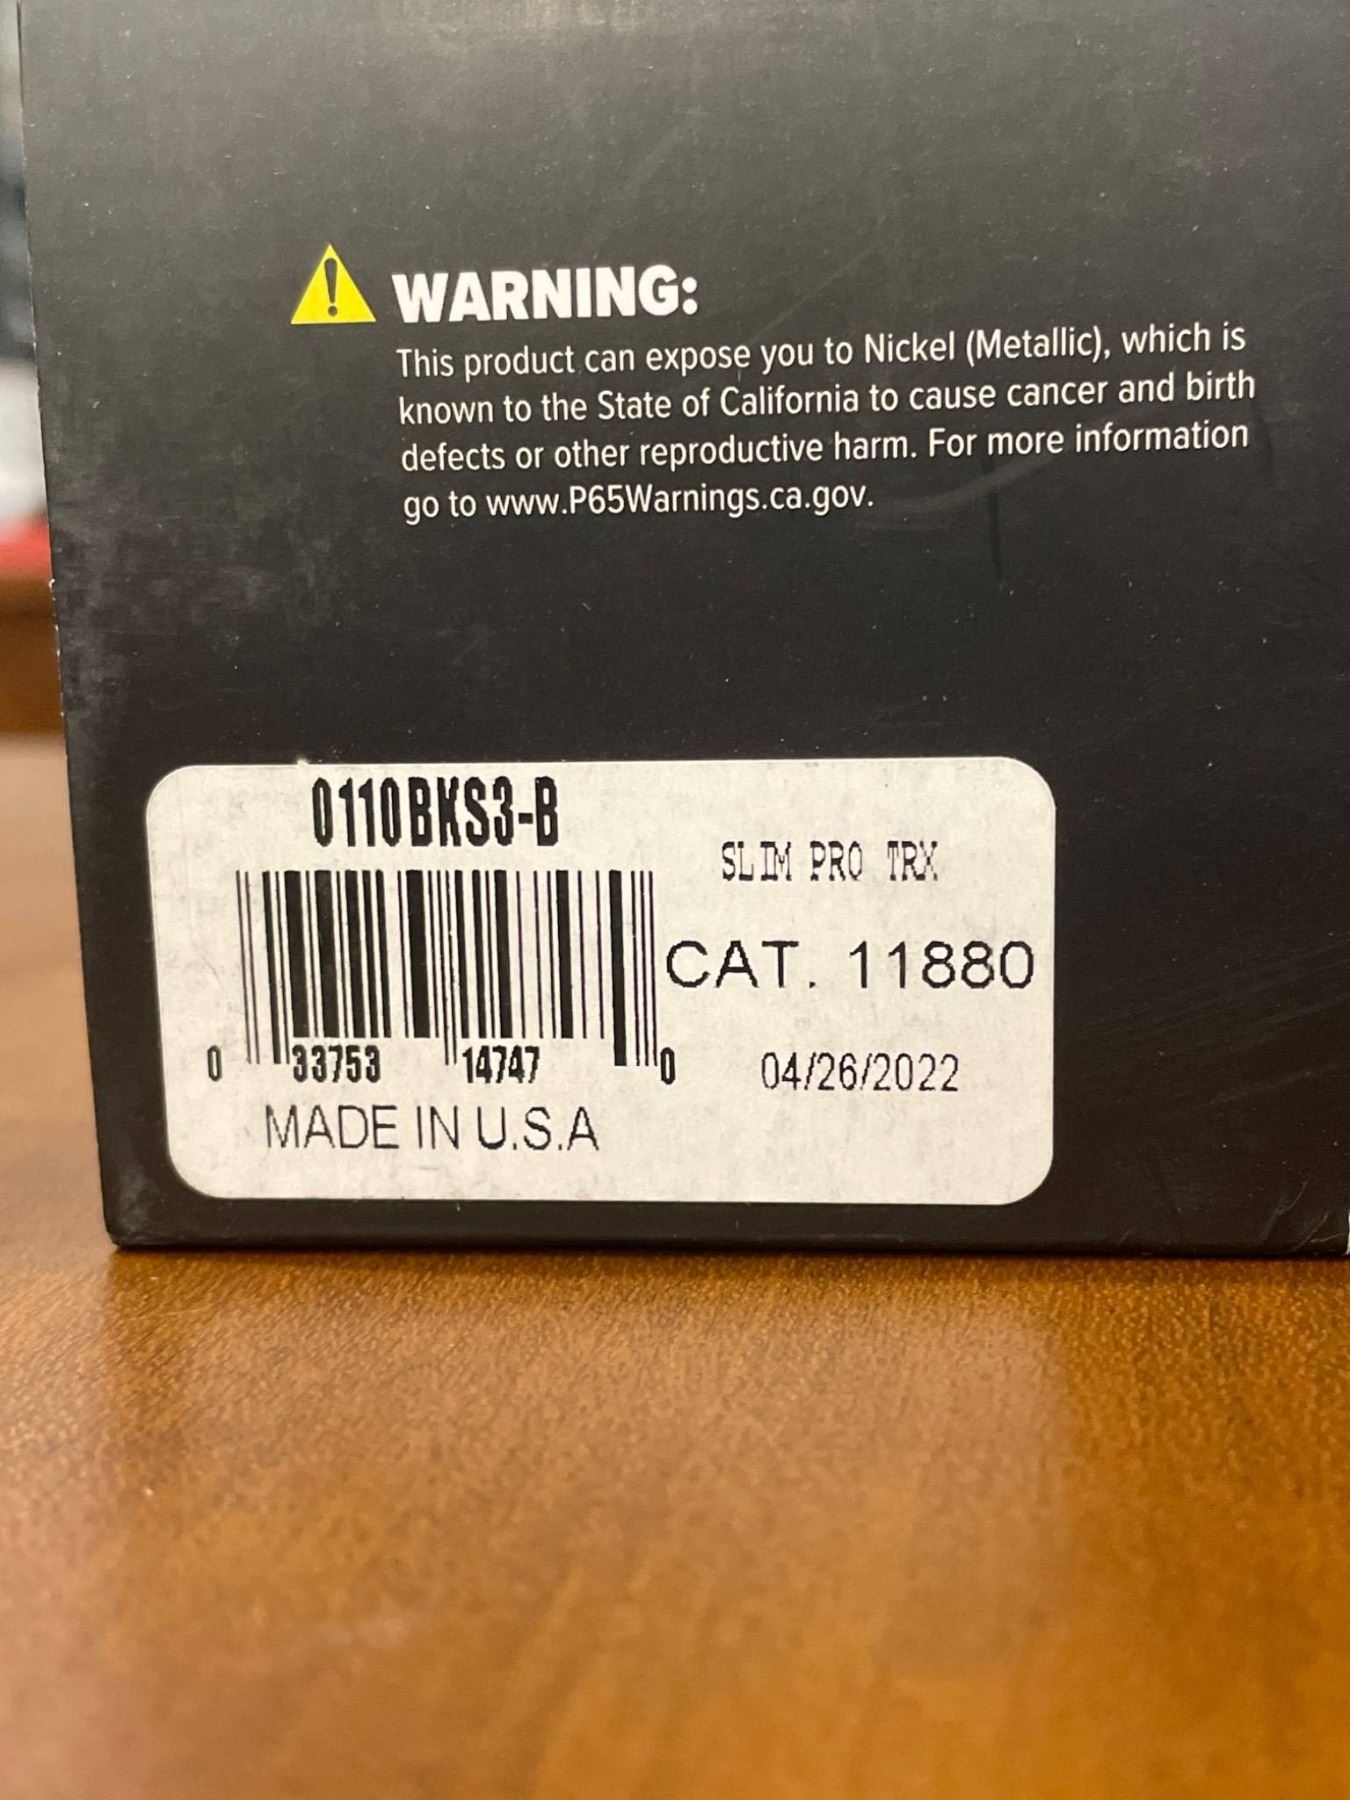 WARNING:
This product can expose you to Nickel (Metallic), which is
known to the State of California to cause cancer and birth
defects or other reproductive harm. For more information
go to www.P65Warnings.ca.gov.
0110BKS3-B
SLIM PRO TRX
CAT. 11880
0 33753 14747 0
04/26/2022
MADE IN U.S.A